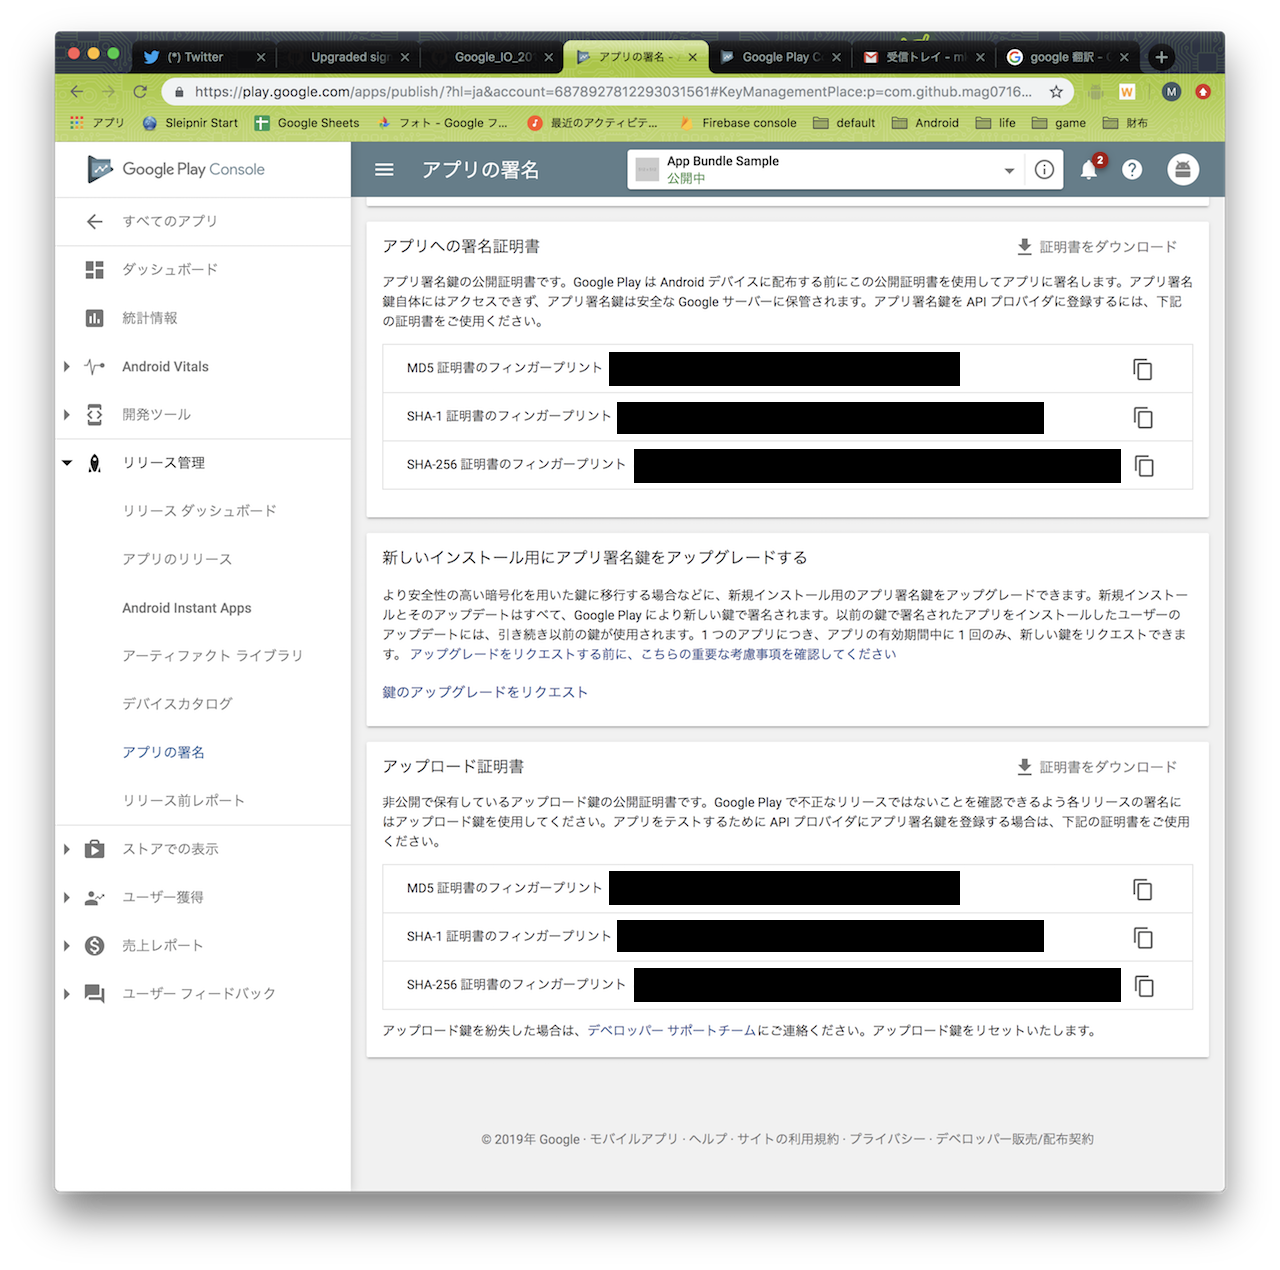 (*) Twitter
Upgraded sig
Google_IO_20
アプリの署名 -
Google Play C
受信トレイ - m
google 翻訳 -
https://play.google.com/apps/publish/?hl=ja&account=6878927812293031561#KeyManagementPlace:p=com.github.mag0716...
W
M
アプリ
Sleipnir Start
Google Sheets
フォト - Google フ...
最近のアクティビテ...
Firebase console
default
Android
life
game
財布
Google Play Console
アプリの署名
App Bundle Sample
公開中
2
すべてのアプリ
ダッシュボード
統計情報
Android Vitals
開発ツール
リリース管理
リリース ダッシュボード
アプリのリリース
Android Instant Apps
アーティファクト ライブラリ
デバイスカタログ
アプリの署名
リリース前レポート
ストアでの表示
ユーザー獲得
売上レポート
ユーザー フィードバック
アプリへの署名証明書
証明書をダウンロード
アプリ署名鍵の公開証明書です。Google Play は Android デバイスに配布する前にこの公開証明書を使用してアプリに署名します。アプリ署名
鍵自体にはアクセスできず、アプリ署名鍵は安全な Google サーバーに保管されます。アプリ署名鍵を API プロバイダに登録するには、下記
の証明書をご使用ください。
MD5 証明書のフィンガープリント
SHA-1 証明書のフィンガープリント
SHA-256 証明書のフィンガープリント
新しいインストール用にアプリ署名鍵をアップグレードする
より安全性の高い暗号化を用いた鍵に移行する場合などに、新規インストール用のアプリ署名鍵をアップグレードできます。新規インストー
ルとそのアップデートはすべて、Google Play により新しい鍵で署名されます。以前の鍵で署名されたアプリをインストールしたユーザーの
アップデートには、引き続き以前の鍵が使用されます。1 つのアプリにつき、アプリの有効期間中に 1 回のみ、新しい鍵をリクエストできま
す。 アップグレードをリクエストする前に、こちらの重要な考慮事項を確認してください
鍵のアップグレードをリクエスト
アップロード証明書
証明書をダウンロード
非公開で保有しているアップロード鍵の公開証明書です。Google Play で不正なリリースではないことを確認できるよう各リリースの署名に
はアップロード鍵を使用してください。アプリをテストするために API プロバイダにアプリ署名鍵を登録する場合は、下記の証明書をご使用
ください。
MD5 証明書のフィンガープリント
SHA-1 証明書のフィンガープリント
SHA-256 証明書のフィンガープリント
アップロード鍵を紛失した場合は、デベロッパー サポートチームにご連絡ください。アップロード鍵をリセットいたします。
© 2019年 Google · モバイルアプリ · ヘルプ · サイトの利用規約 · プライバシー · デベロッパー販売/配布契約